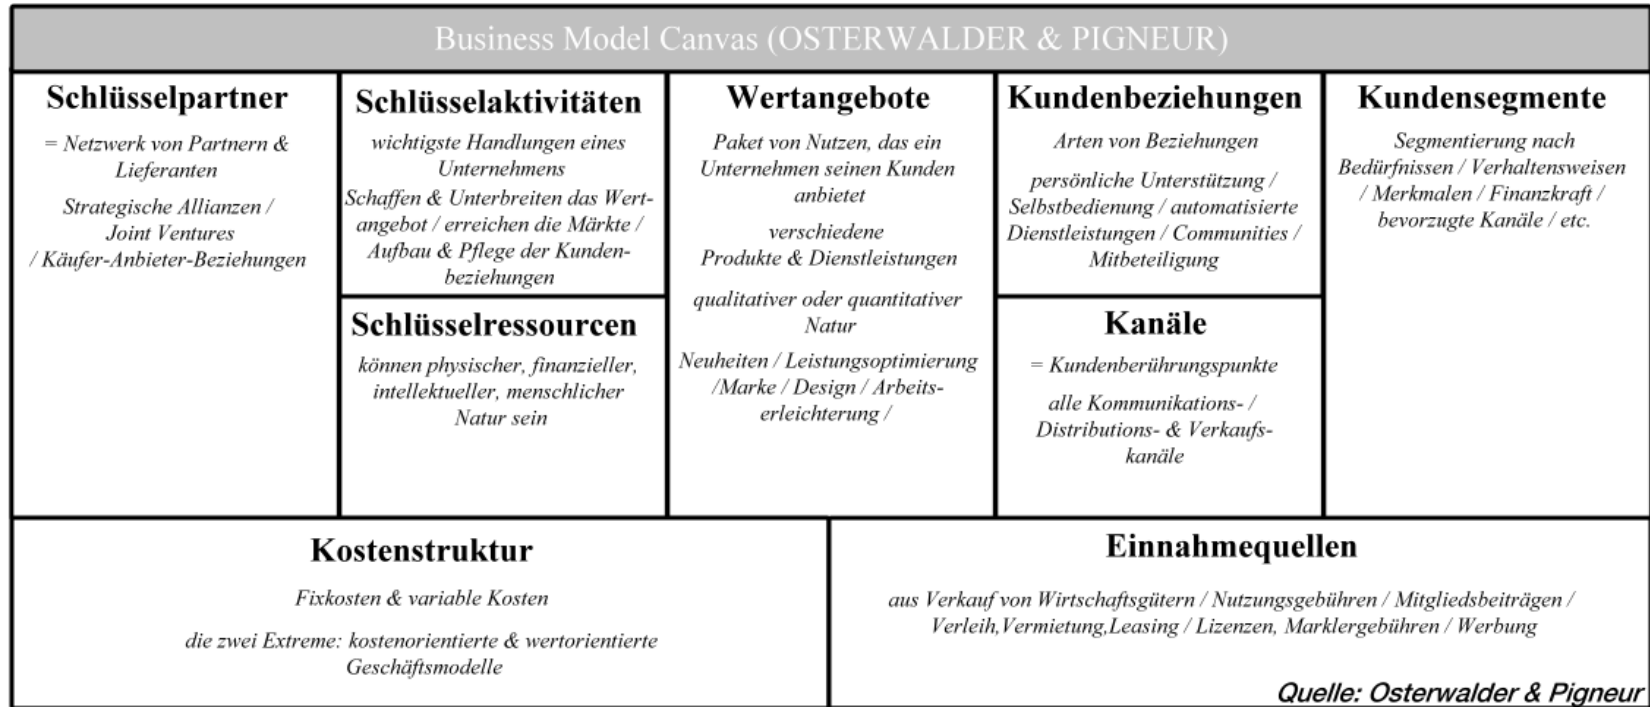 Business Model Canvas (OSTERWALDER & PIGNEUR)
Schlüsselpartner
= Netzwerk von Partnern &
Lieferanten
Strategische Allianzen /
Joint Ventures
/ Käufer-Anbieter-Beziehungen
Schlüsselaktivitäten
wichtigste Handlungen eines
Unternehmens
Schaffen & Unterbreiten das Wert-
angebot / erreichen die Märkte /
Aufbau & Pflege der Kunden-
beziehungen
Schlüsselressourcen
können physischer, finanzieller,
intellektueller, menschlicher
Natur sein
Wertangebote
Paket von Nutzen, das ein
Unternehmen seinen Kunden
anbietet
verschiedene
Produkte & Dienstleistungen
qualitativer oder quantitativer
Natur
Neuheiten / Leistungsoptimierung
/Marke / Design / Arbeits-
erleichterung /
Kundenbeziehungen
Arten von Beziehungen
persönliche Unterstützung /
Selbstbedienung / automatisierte
Dienstleistungen / Communities /
Mitbeteiligung
Kanäle
= Kundenberührungspunkte
alle Kommunikations- /
Distributions- & Verkaufs-
kanäle
Kundensegmente
Segmentierung nach
Bedürfnissen / Verhaltensweisen
/ Merkmalen / Finanzkraft /
bevorzugte Kanäle / etc.
Kostenstruktur
Fixkosten & variable Kosten
die zwei Extreme: kostenorientierte & wertorientierte
Geschäftsmodelle
Einnahmequellen
aus Verkauf von Wirtschaftsgütern / Nutzungsgebühren / Mitgliedsbeiträgen /
Verleih,Vermietung,Leasing / Lizenzen, Marklergebühren / Werbung
Quelle: Osterwalder & Pigneur